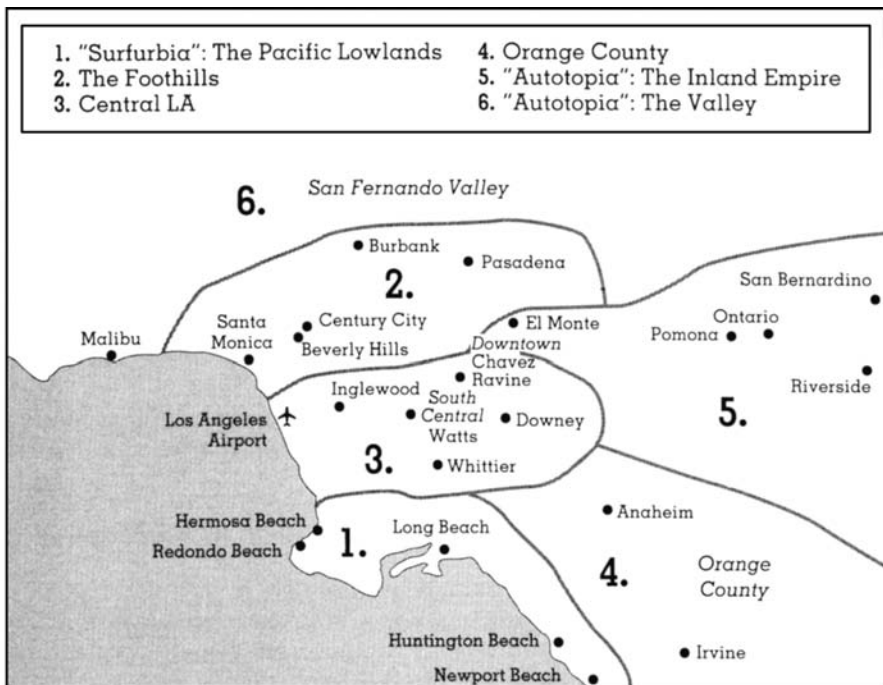 1. "Surfurbia": The Pacific Lowlands
2. The Foothills
3. Central LA
4. Orange County
5. "Autotopia": The Inland Empire
6. "Autotopia": The Valley
6.
San Fernando Valley
Burbank
Pasadena
2.
San Bernardino
Century City
El Monte
Ontario
Malibu
Santa
Monica
Beverly Hills
Downtown
Chavez
Ravine
Pomona
Inglewood
South
Central
Watts
Riverside
Los Angeles
Airport
Downey
5.
3.
Whittier
Hermosa Beach
Redondo Beach
1.
Long Beach
Anaheim
4.
Orange
County
Huntington Beach
Newport Beach
Irvine